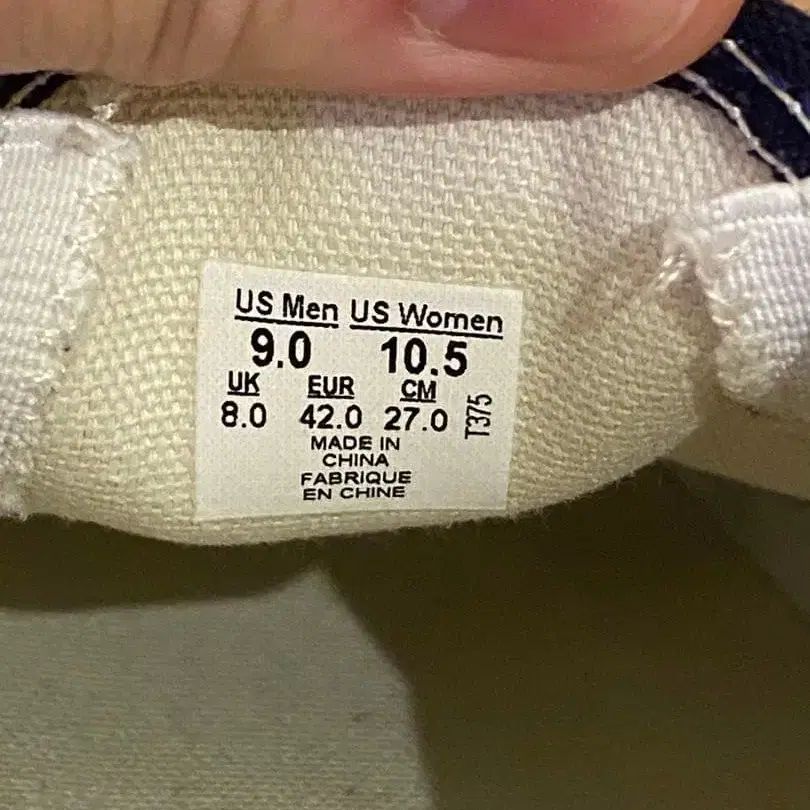 US Men US Women
9.0 10.5
UK EUR CM
8.0 42.0 27.0
T375
MADE IN
CHINA
FABRIQUE
EN CHINE